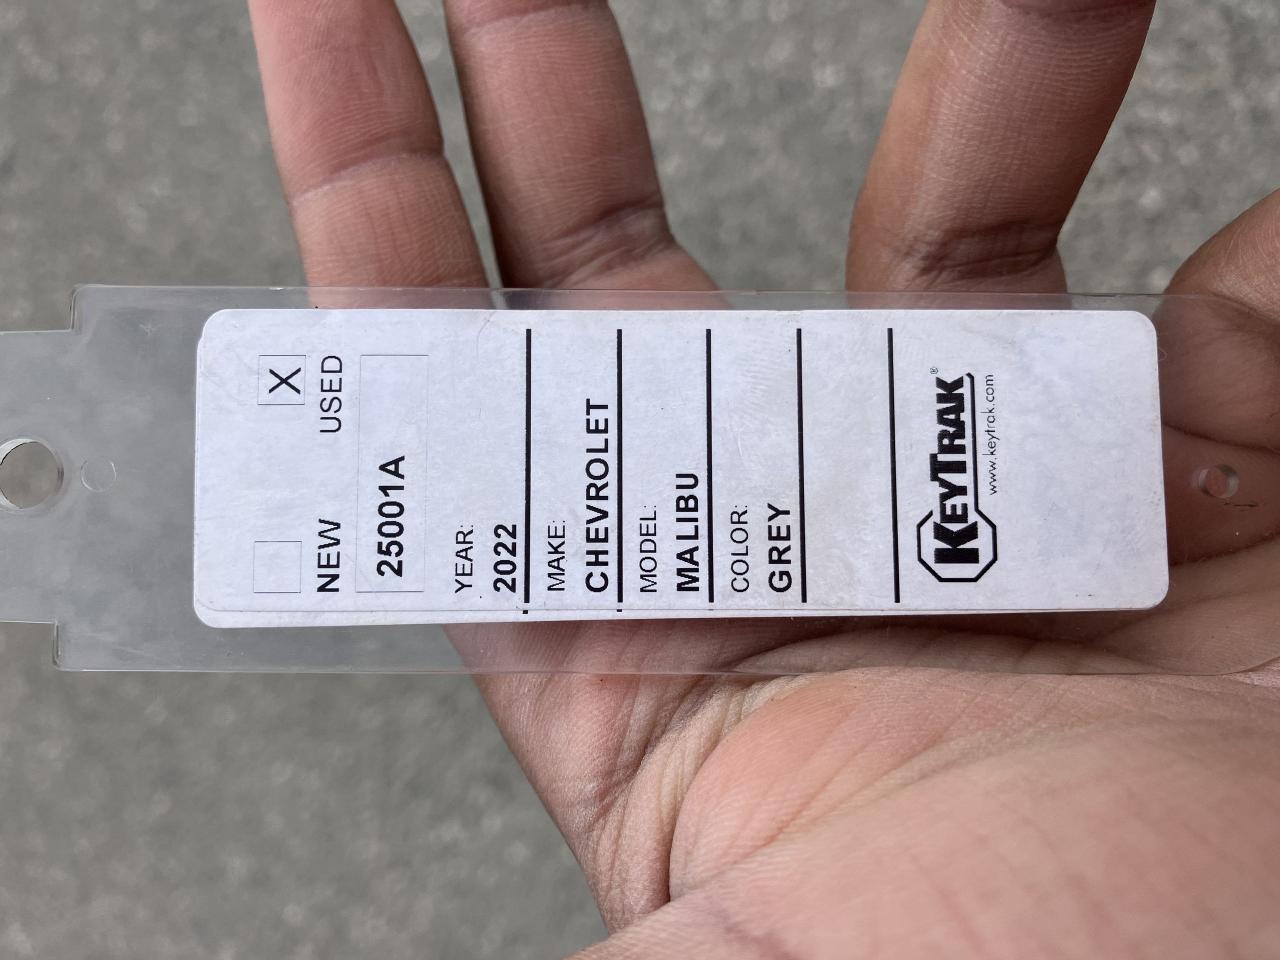 X
NEW USED
25001A
YEAR:
2022
MAKE:
CHEVROLET
MODEL:
MALIBU
COLOR:
GREY
KEYTRAK®
www.keytrak.com